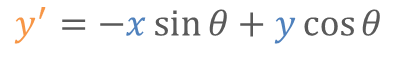 y′ = −x sin θ + y cos θ